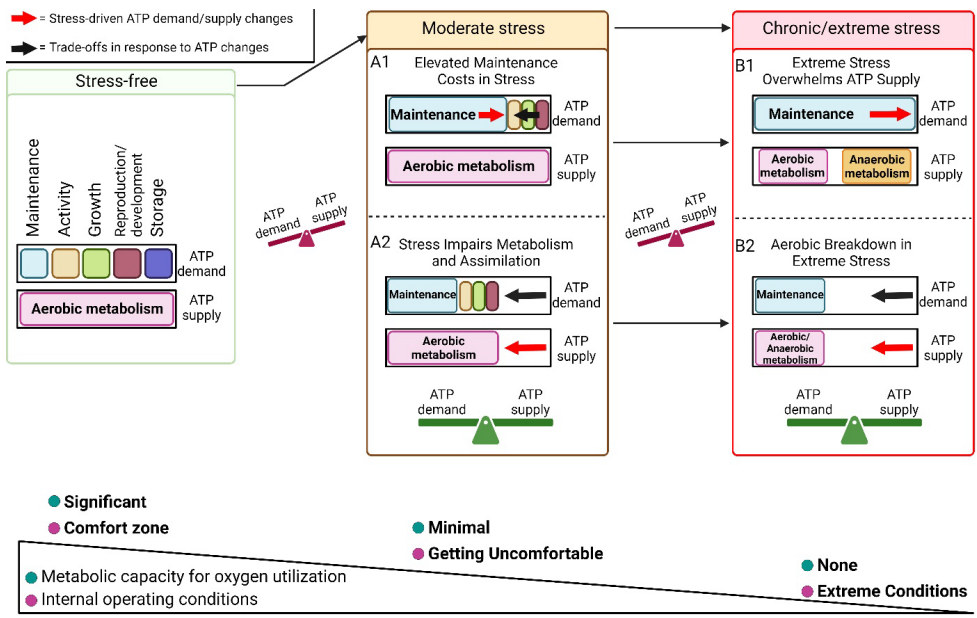 = Stress-driven ATP demand/supply changes
= Trade-offs in response to ATP changes
Stress-free
Maintenance
Activity
Growth
Reproduction/
development
Storage
ATP
demand
Aerobic metabolism
ATP
supply
ATP
demand
ATP
supply
Moderate stress
A1
Elevated Maintenance
Costs in Stress
Maintenance
ATP
demand
Aerobic metabolism
ATP
supply
A2
Stress Impairs Metabolism
and Assimilation
Maintenance
ATP
demand
Aerobic
metabolism
ATP
supply
ATP
demand
ATP
supply
ATP
demand
ATP
supply
Chronic/extreme stress
B1
Extreme Stress
Overwhelms ATP Supply
Maintenance
ATP
demand
Aerobic
metabolism
Anaerobic
metabolism
ATP
supply
B2
Aerobic Breakdown in
Extreme Stress
Maintenance
ATP
demand
Aerobic/
Anaerobic
metabolism
ATP
supply
ATP
demand
ATP
supply
Significant
Comfort zone
Minimal
Getting Uncomfortable
None
Extreme Conditions
Metabolic capacity for oxygen utilization
Internal operating conditions